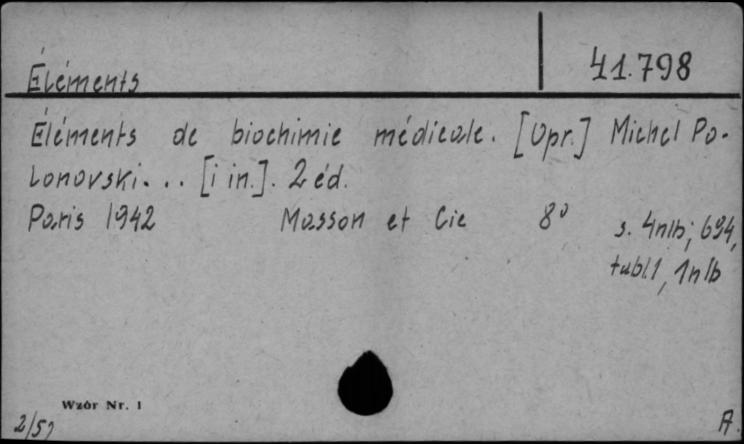 Éléments
41.798
Éléments de biochimie médicale. [Opr.] Michel Po-
lonovski... [i in.]. 2 éd.
Paris 1942 Masson et Cie 8° s. 4nlb; 694,
tabl.1, 1nlb
Wzór Nr. 1
2/57
A.